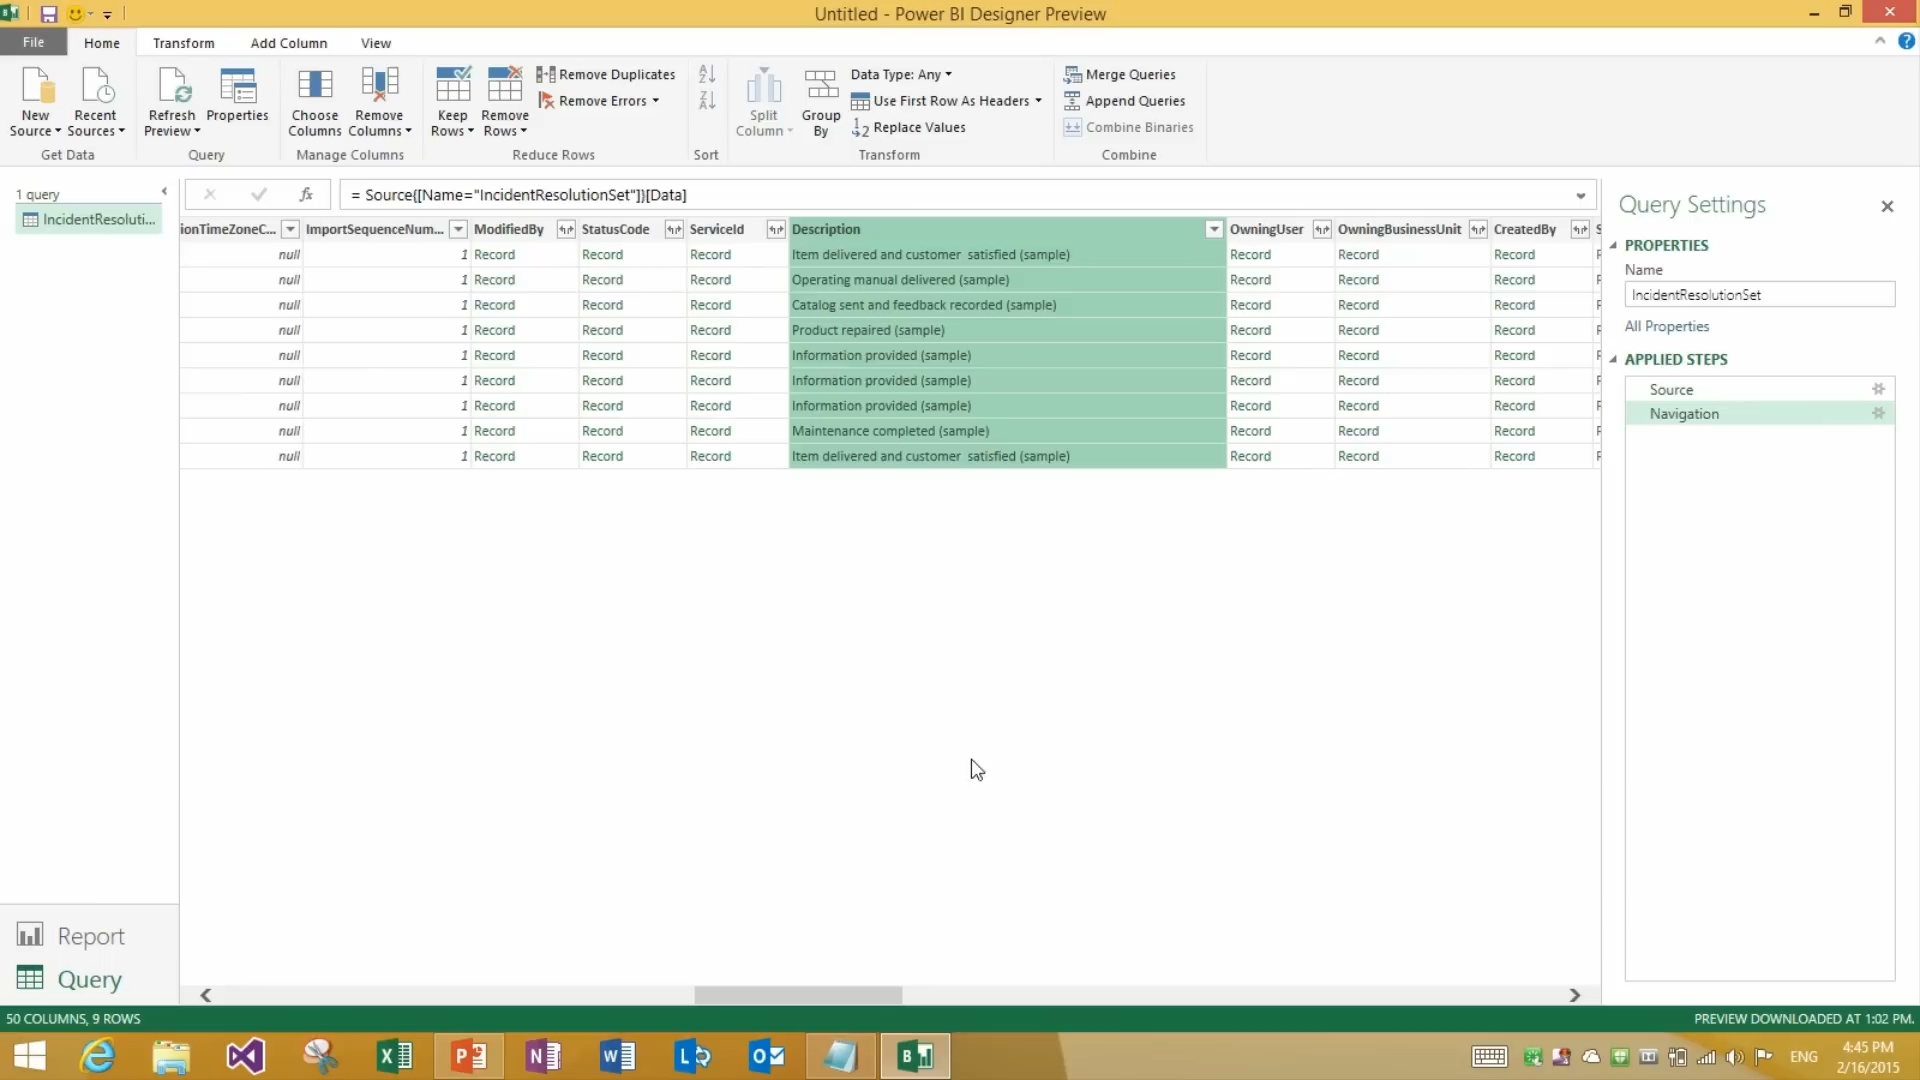 Untitled - Power BI Designer Preview
File Home Transform Add Column View
New Source
Recent Sources
Get Data
Refresh Preview
Properties
Query
Choose Columns
Remove Columns
Manage Columns
Keep Rows
Remove Rows
Remove Duplicates
Remove Errors
Reduce Rows
Sort
Split Column
Group By
Data Type: Any
Use First Row As Headers
Replace Values
Transform
Merge Queries
Append Queries
Combine Binaries
Combine
1 query
IncidentResoluti...
fx = Source{[Name="IncidentResolutionSet"]}[Data]
ionTimeZoneC... ImportSequenceNum... ModifiedBy StatusCode ServiceId Description OwningUser OwningBusinessUnit CreatedBy
null 1 Record Record Record Item delivered and customer satisfied (sample) Record Record Record
null 1 Record Record Record Operating manual delivered (sample) Record Record Record
null 1 Record Record Record Catalog sent and feedback recorded (sample) Record Record Record
null 1 Record Record Record Product repaired (sample) Record Record Record
null 1 Record Record Record Information provided (sample) Record Record Record
null 1 Record Record Record Information provided (sample) Record Record Record
null 1 Record Record Record Information provided (sample) Record Record Record
null 1 Record Record Record Maintenance completed (sample) Record Record Record
null 1 Record Record Record Item delivered and customer satisfied (sample) Record Record Record
Query Settings
PROPERTIES
Name
IncidentResolutionSet
All Properties
APPLIED STEPS
Source
Navigation
Report
Query
50 COLUMNS, 9 ROWS
PREVIEW DOWNLOADED AT 1:02 PM.
ENG
4:45 PM
2/16/2015